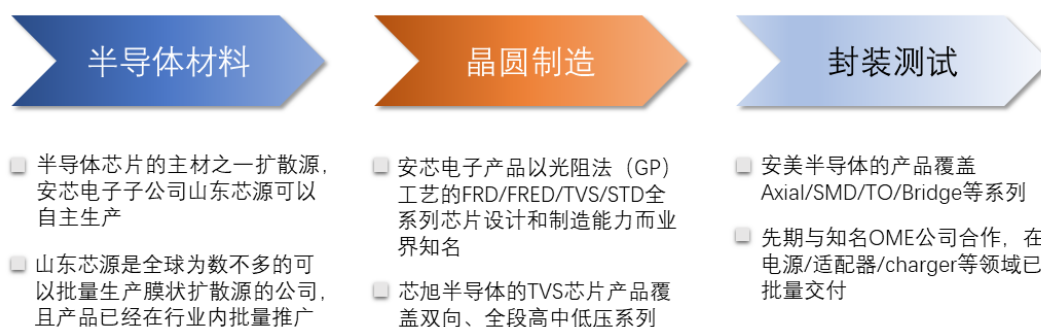 半导体材料
半导体芯片的主材之一扩散源，
安芯电子子公司山东芯源可以
自主生产
山东芯源是全球为数不多的可
以批量生产膜状扩散源的公司，
且产品已经在行业内批量推广
晶圆制造
安芯电子产品以光阻法（GP）
工艺的FRD/FRED/TVS/STD全
系列芯片设计和制造能力而业
界知名
芯旭半导体的TVS芯片产品覆
盖双向、全段高中低压系列
封装测试
安美半导体的产品覆盖
Axial/SMD/TO/Bridge等系列
先期与知名OME公司合作，在
电源/适配器/charger等领域已
批量交付